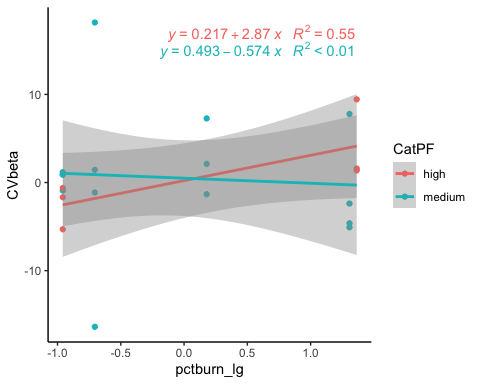 y = 0.217 + 2.87 x   R² = 0.55
y = 0.493 − 0.574 x   R² < 0.01
10
0
-10
CVbeta
-1.0 -0.5 0.0 0.5 1.0
pctburn_lg
CatPF
high
medium